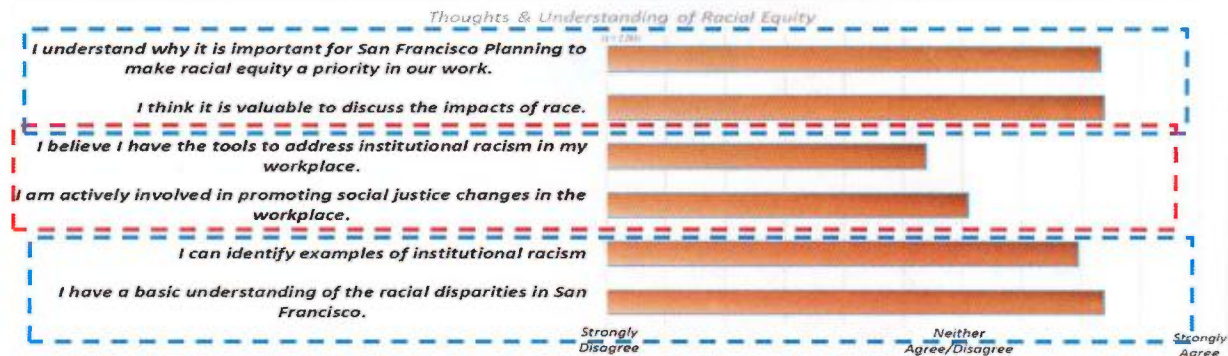 Thoughts & Understanding of Racial Equity
I understand why it is important for San Francisco Planning to
make racial equity a priority in our work.
I think it is valuable to discuss the impacts of race.
I believe I have the tools to address institutional racism in my
workplace.
I am actively involved in promoting social justice changes in the
workplace.
I can identify examples of institutional racism
I have a basic understanding of the racial disparities in San
Francisco.
Strongly
Disagree
Neither
Agree/Disagree
Strongly
Agree